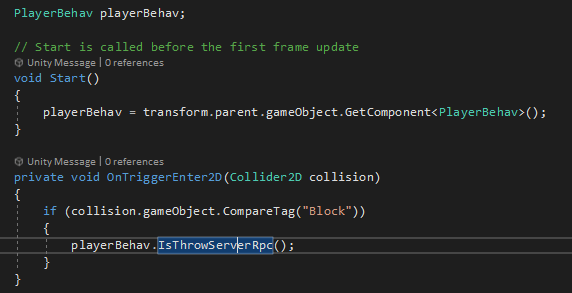 PlayerBehav playerBehav;
// Start is called before the first frame update
Unity Message | 0 references
void Start()
{
playerBehav = transform.parent.gameObject.GetComponent<PlayerBehav>();
}
Unity Message | 0 references
private void OnTriggerEnter2D(Collider2D collision)
{
if (collision.gameObject.CompareTag("Block"))
{
playerBehav.IsThrowServerRpc();
}
}